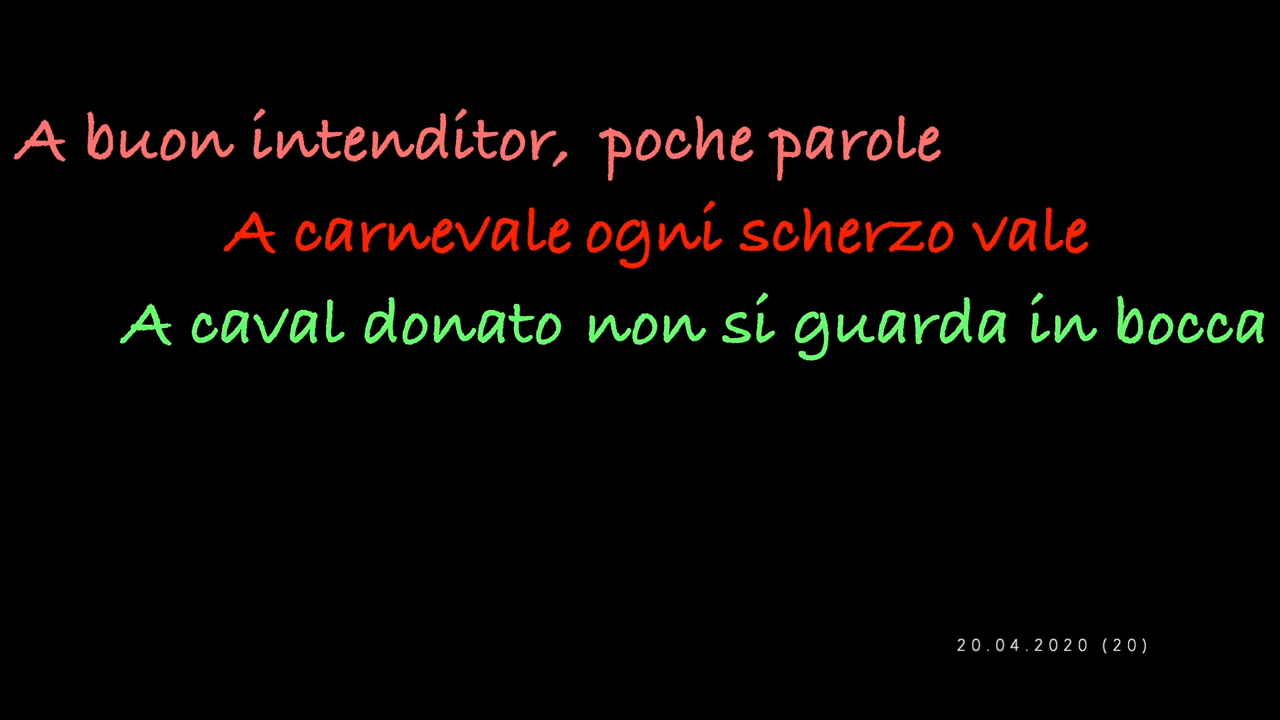 A buon intenditor, poche parole
A carnevale ogni scherzo vale
A caval donato non si guarda in bocca
20.04.2020 (20)